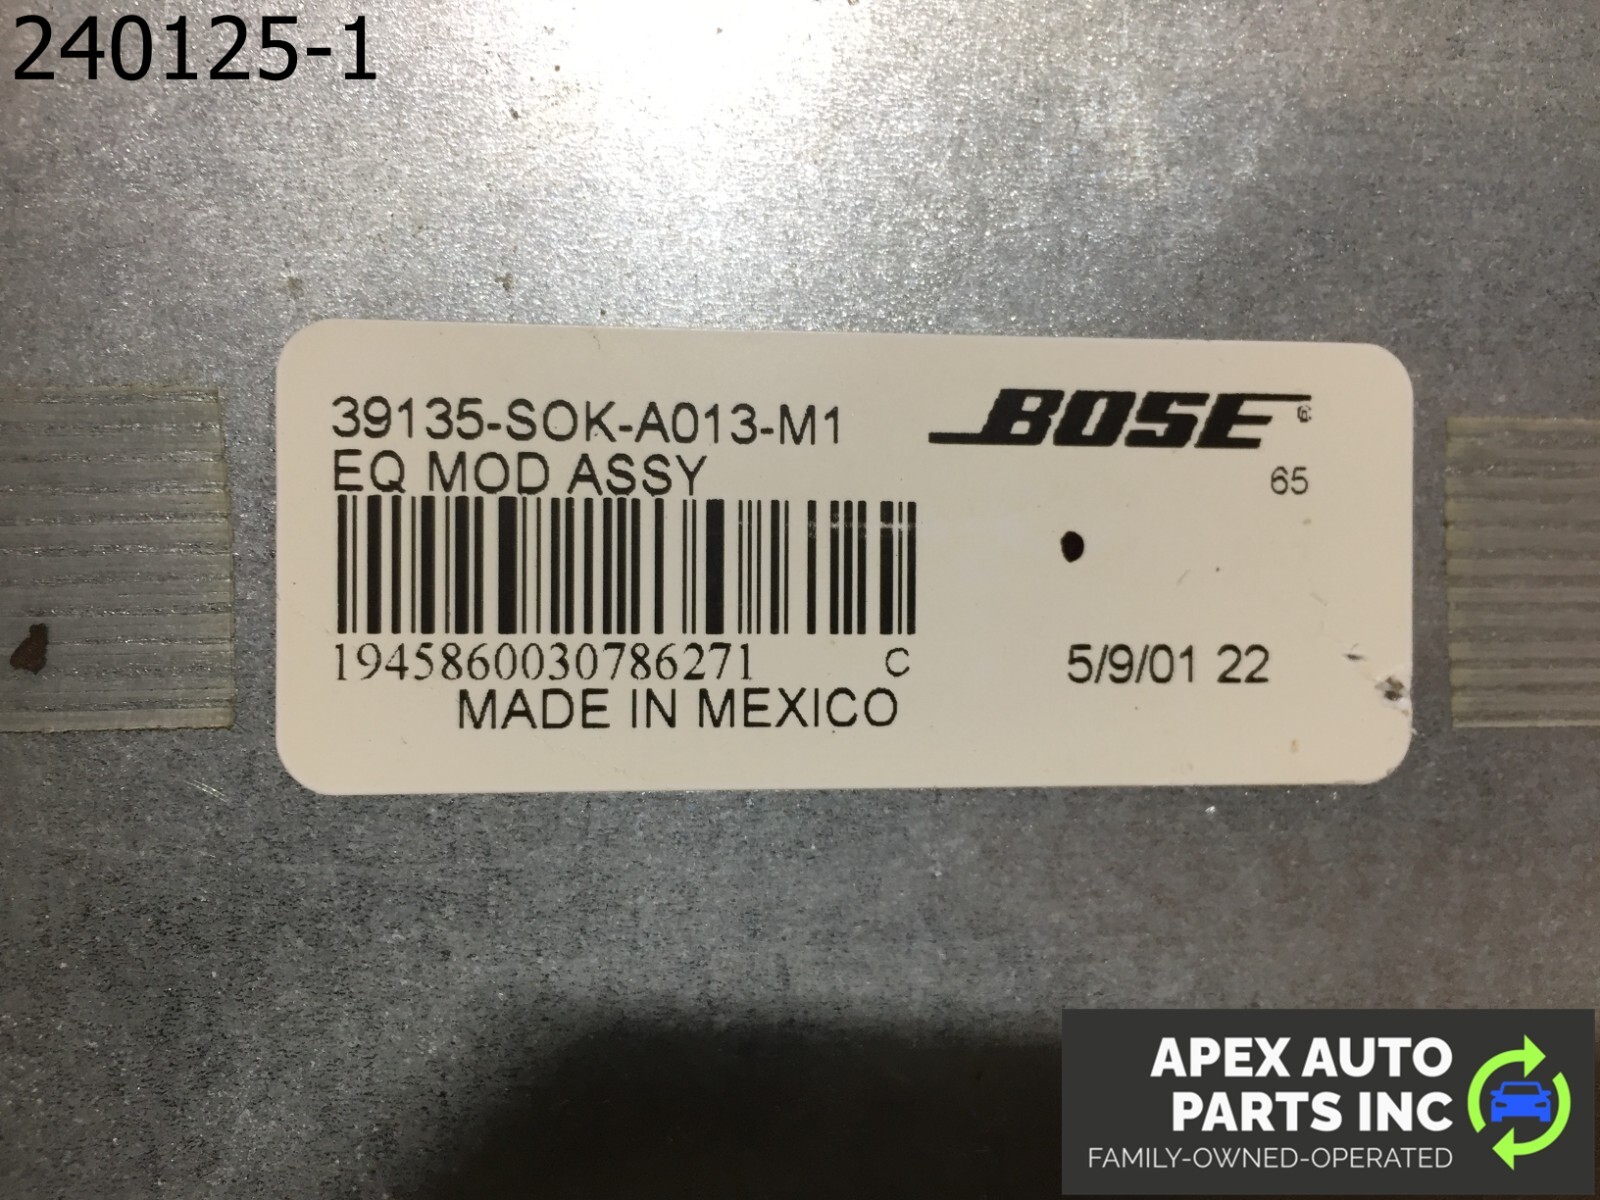 240125-1
39135-SOK-A013-M1
BOSE
EQ MOD ASSY
65
1945860030786271 C
5/9/01 22
MADE IN MEXICO
APEX AUTO
PARTS INC
FAMILY-OWNED-OPERATED